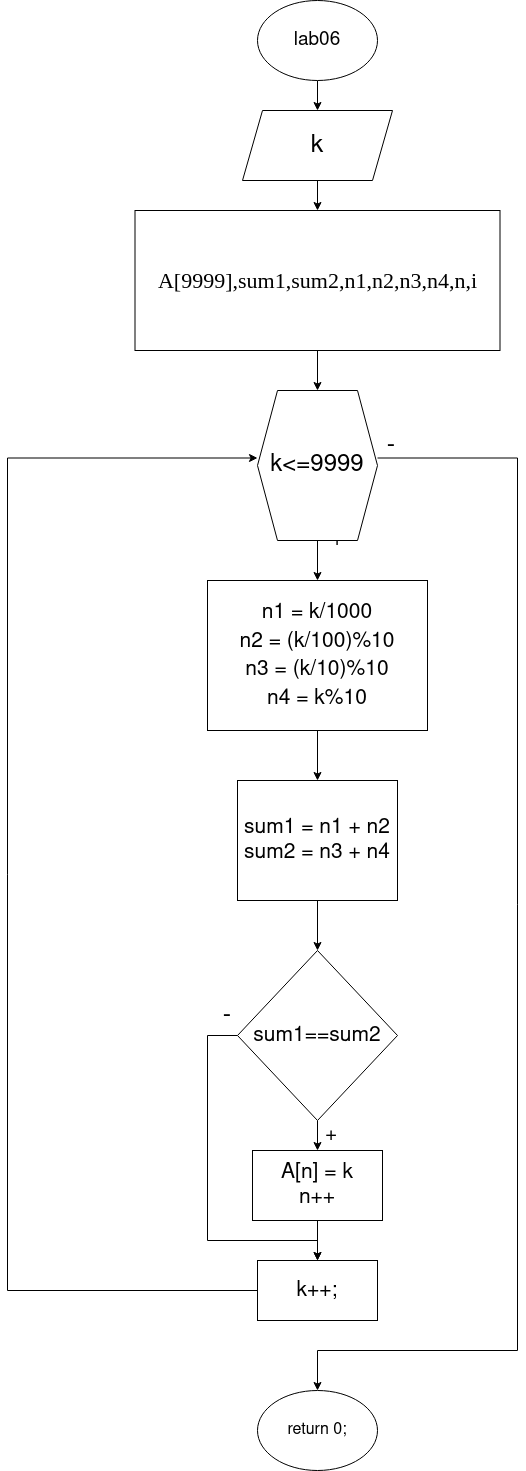 lab06
k
A[9999],sum1,sum2,n1,n2,n3,n4,n,i
k<=9999
-
n1 = k/1000
n2 = (k/100)%10
n3 = (k/10)%10
n4 = k%10
sum1 = n1 + n2
sum2 = n3 + n4
sum1==sum2
-
+
A[n] = k
n++
k++;
return 0;